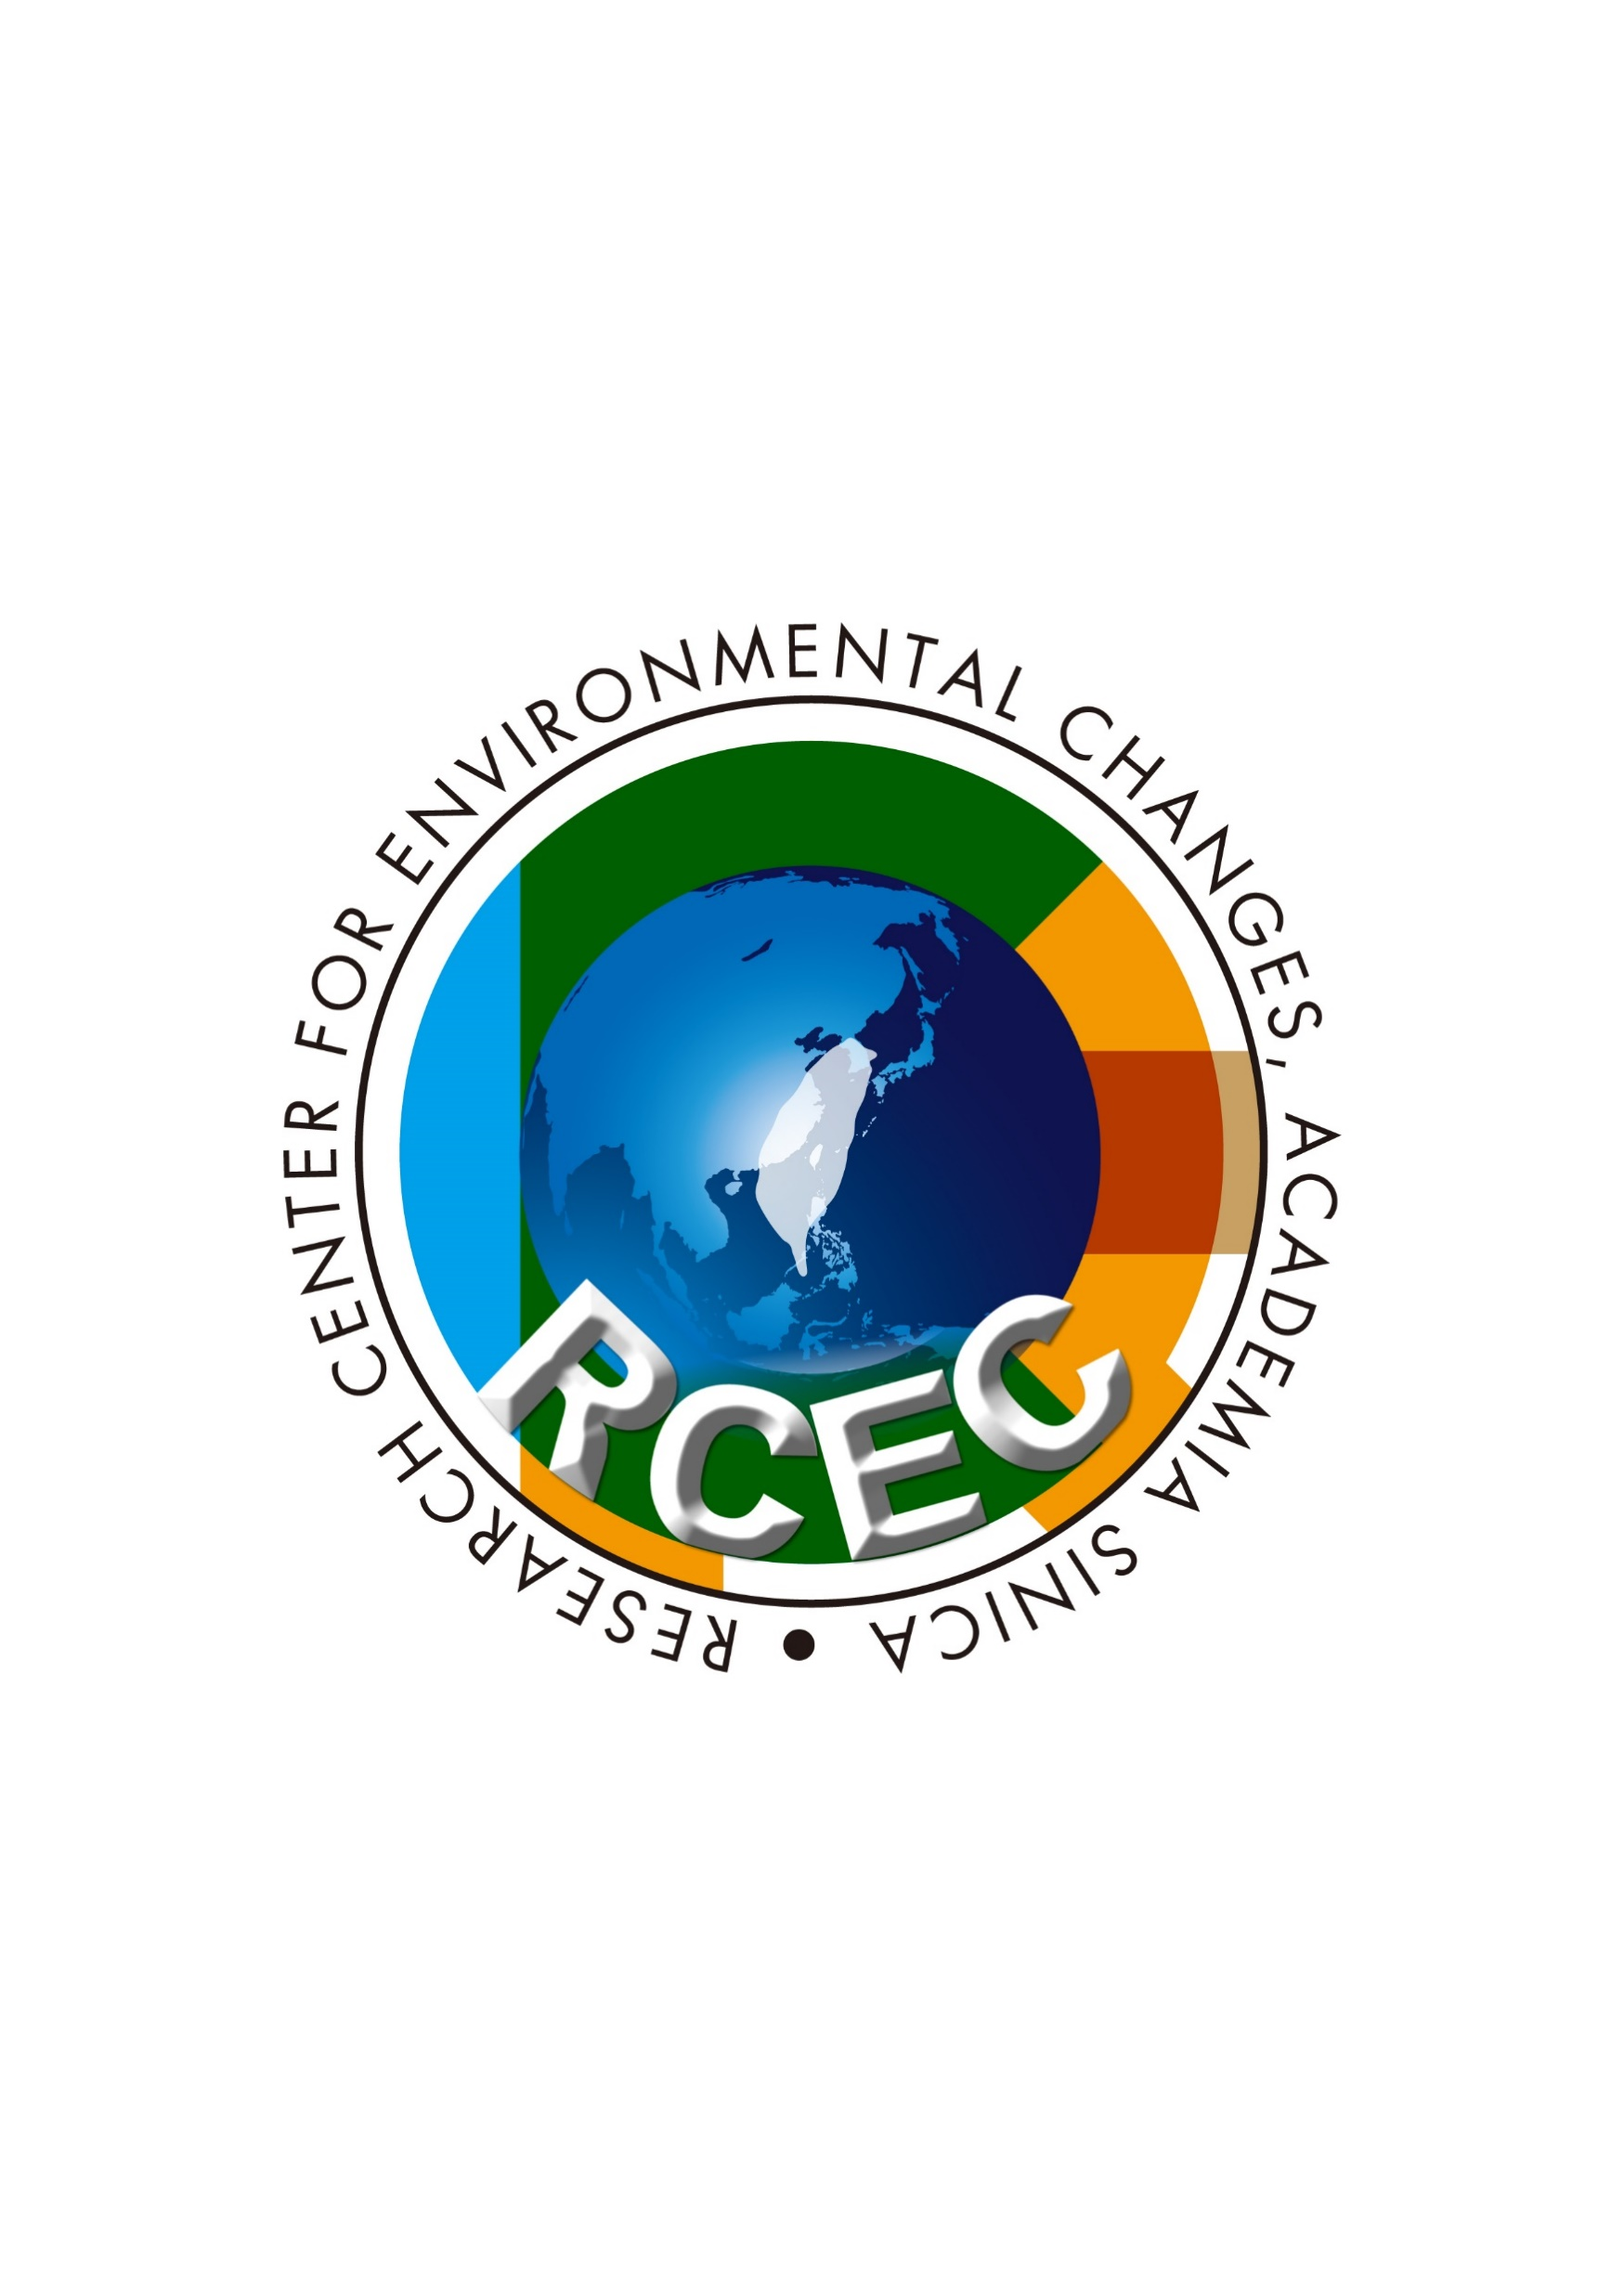 RESEARCH CENTER FOR ENVIRONMENTAL CHANGES, ACADEMIA SINICA •
RCEC